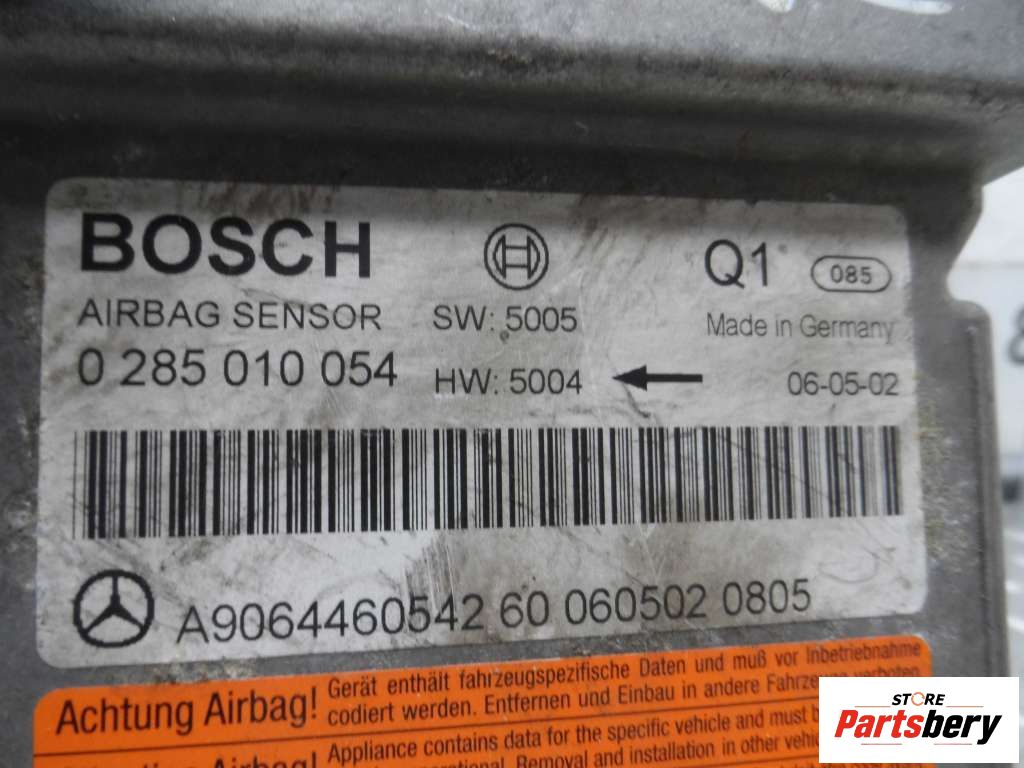 BOSCH Q1 085
AIRBAG SENSOR SW: 5005 Made in Germany
0 285 010 054 HW: 5004 06-05-02
A9064460542 60 060502 0805
Achtung Airbag!
Gerät enthält fahrzeugspezifische Daten und muß vor Inbetriebnahme
codiert werden. Entfernen und Einbau in andere Fahrzeuge verboten
Airbag!
Appliance contains data for the specific vehicle and must
Removal and installation in other
STORE
Partsbery